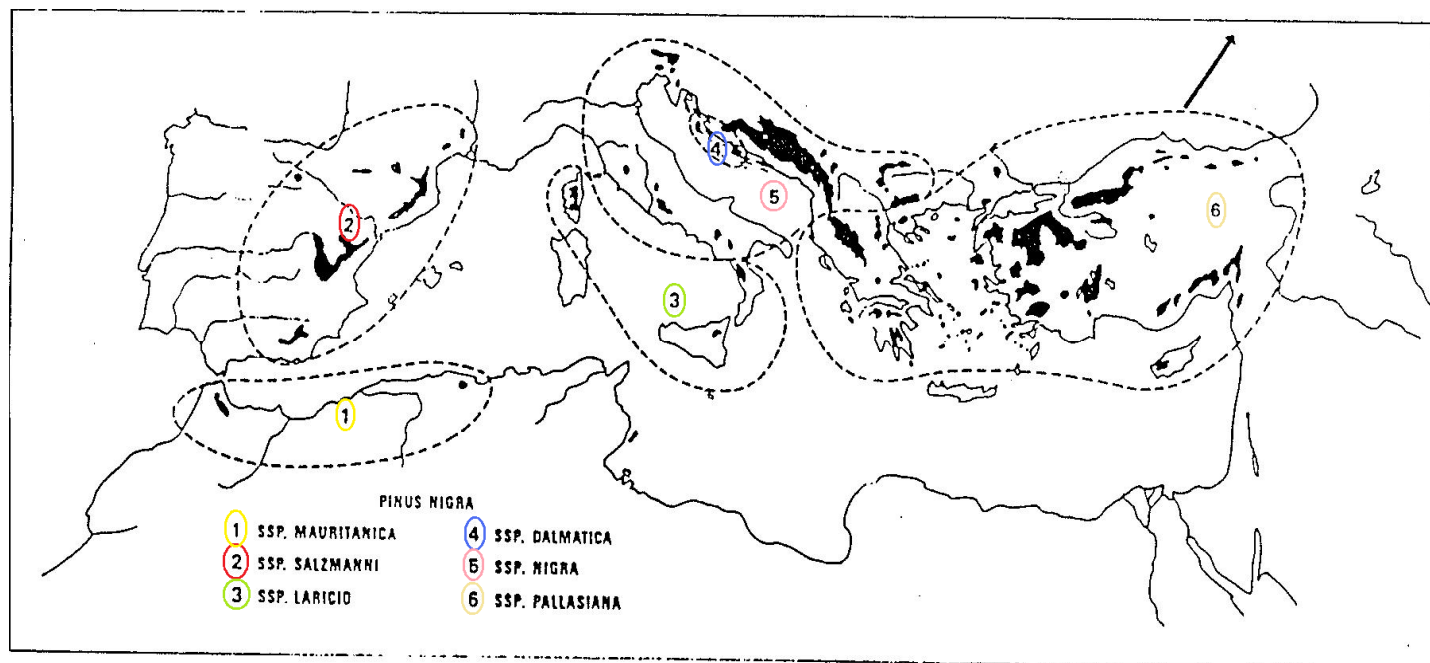 4
5
6
2
3
1
PINUS NIGRA
1 SSP. MAURITANICA
2 SSP. SALZMANNI
3 SSP. LARICIO
4 SSP. DALMATICA
5 SSP. NIGRA
6 SSP. PALLASIANA